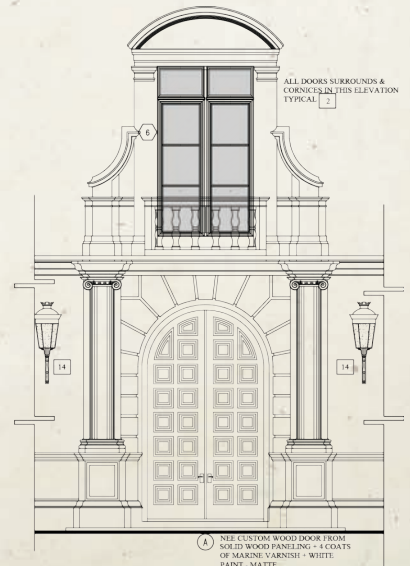 ALL DOORS SURROUNDS &
CORNICES IN THIS ELEVATION
TYPICAL 2
6
14
14
A
NEE CUSTOM WOOD DOOR FROM
SOLID WOOD PANELING + 4 COATS
OF MARINE VARNISH + WHITE
PAINT - MATTE